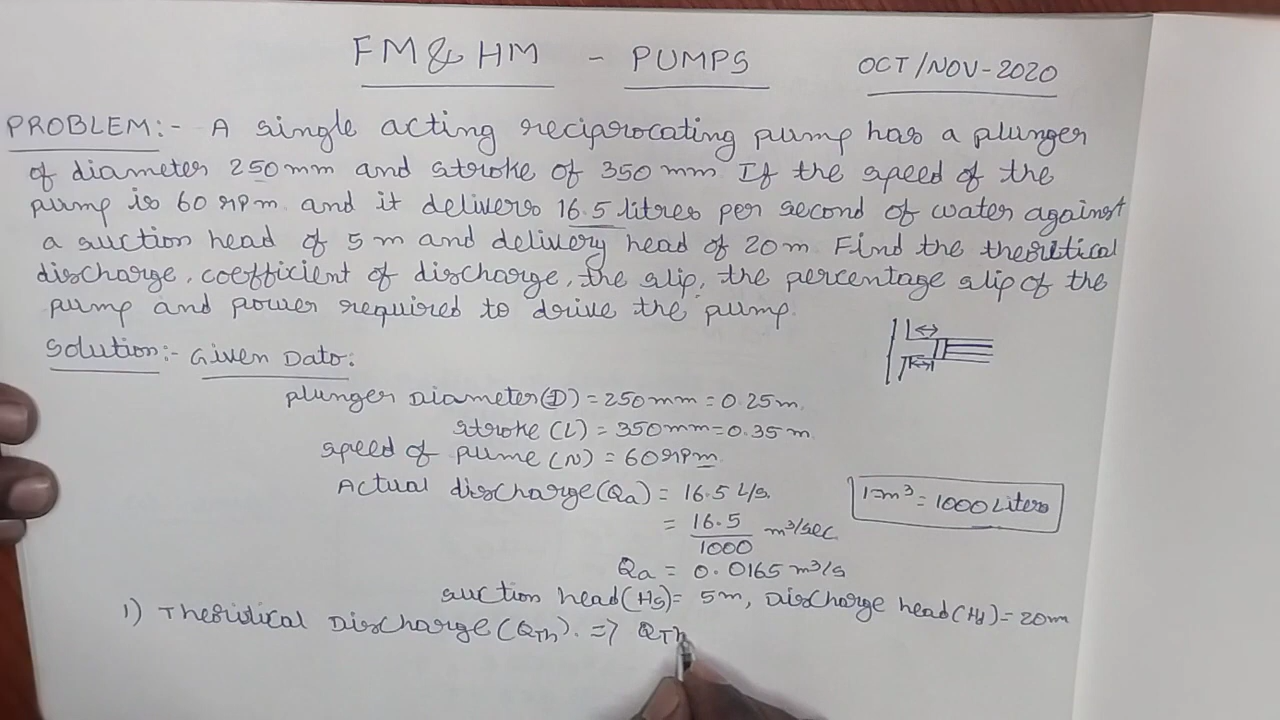 FM & HM - PUMPS OCT/NOV-2020
PROBLEM:- A single acting reciprocating pump has a plunger
of diameter 250mm and stroke of 350mm If the speed of the
pump is 60 rpm and it delivers 16.5 litres per second of water against
a suction head of 5m and delivery head of 20m Find the theoritical
discharge, coefficient of discharge, the slip, the percentage slip of the
pump and power required to drive the pump.
Solution:- Given Data:
plunger Diameter(D) = 250mm = 0.25m.
stroke (L) = 350mm = 0.35m.
speed of pume (N) = 60rpm.
Actual discharge(Qa) = 16.5 L/s.
1-m³ = 1000 Liters
= 16.5/1000 m³/sec.
Qa = 0.0165 m³/s
suction head(Hs) = 5m, Discharge head(Hd) = 20m
1) Theoritical Discharge(QTh). => QTh